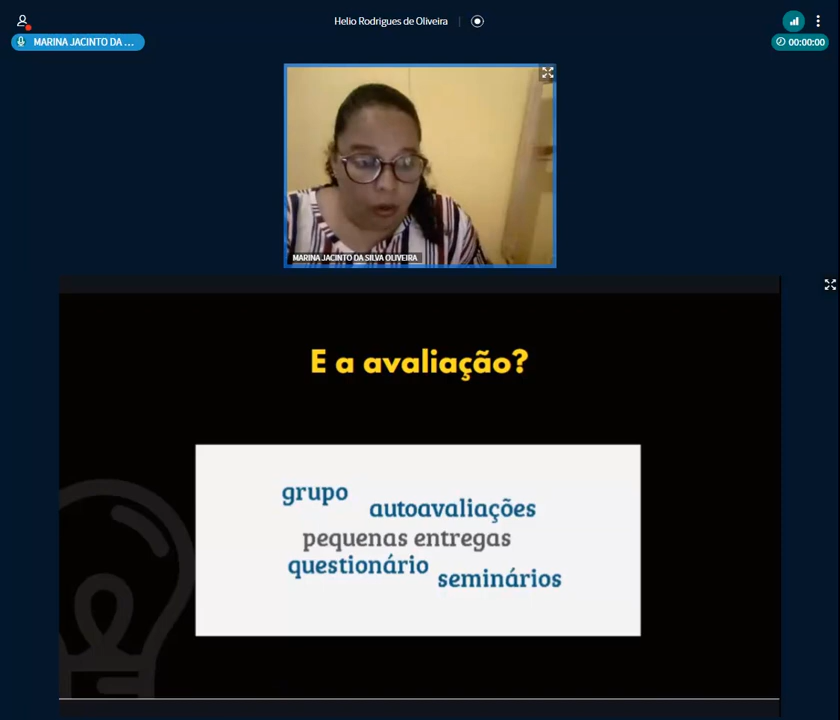 Helio Rodrigues de Oliveira
MARINA JACINTO DA ...
00:00:00
MARINA JACINTO DA SILVA OLIVEIRA
E a avaliação?
grupo
autoavaliações
pequenas entregas
questionário
seminários